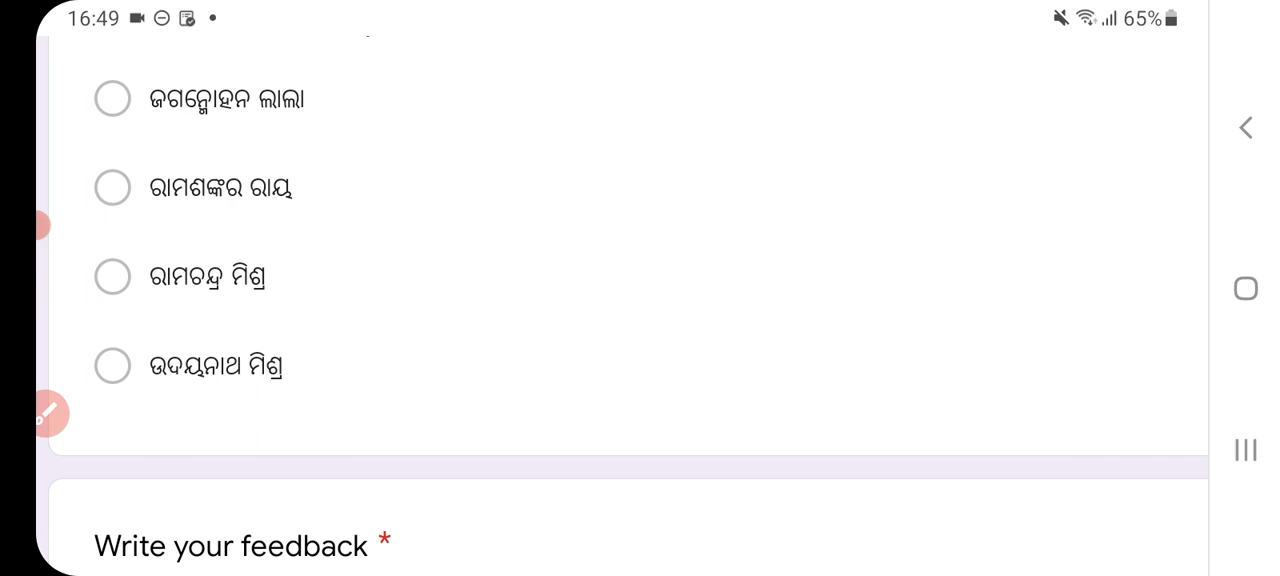 16:49
65%
ଜଗନ୍ମୋହନ ଲାଲା
ରାମଶଙ୍କର ରାୟ
ରାମଚନ୍ଦ୍ର ମିଶ୍ର
ଉଦୟନାଥ ମିଶ୍ର
Write your feedback *